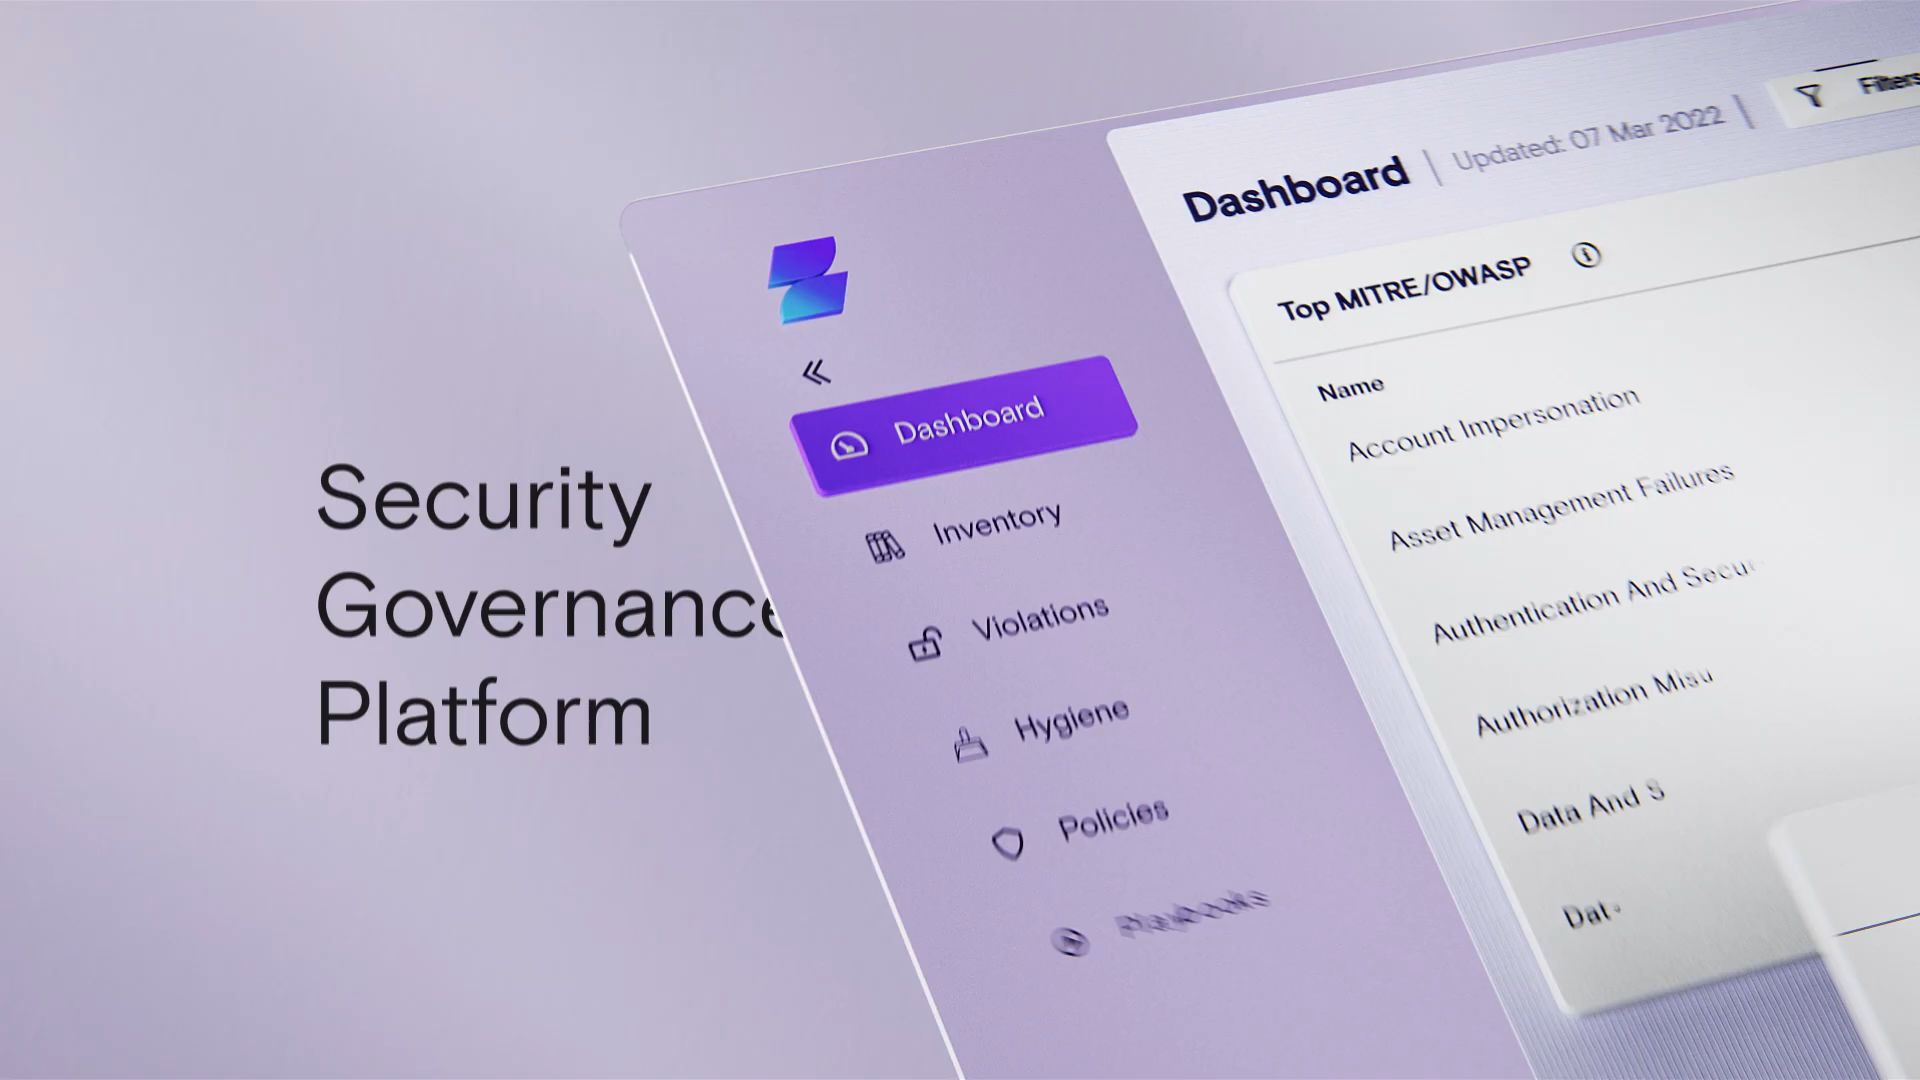 Security
Governance
Platform
Dashboard
Inventory
Violations
Hygiene
Policies
Playbooks
Dashboard | Updated: 07 Mar 2022 |
Filters
Top MITRE/OWASP
Name
Account Impersonation
Asset Management Failures
Authentication And Secu
Authorization Misu
Data And S
Dat